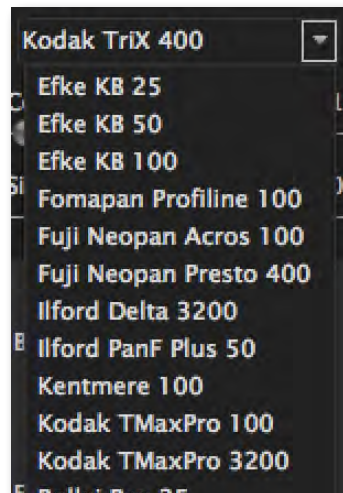 Kodak TriX 400
Efke KB 25
Efke KB 50
Efke KB 100
Fomapan Profiline 100
Fuji Neopan Acros 100
Fuji Neopan Presto 400
Ilford Delta 3200
Ilford PanF Plus 50
Kentmere 100
Kodak TMaxPro 100
Kodak TMaxPro 3200